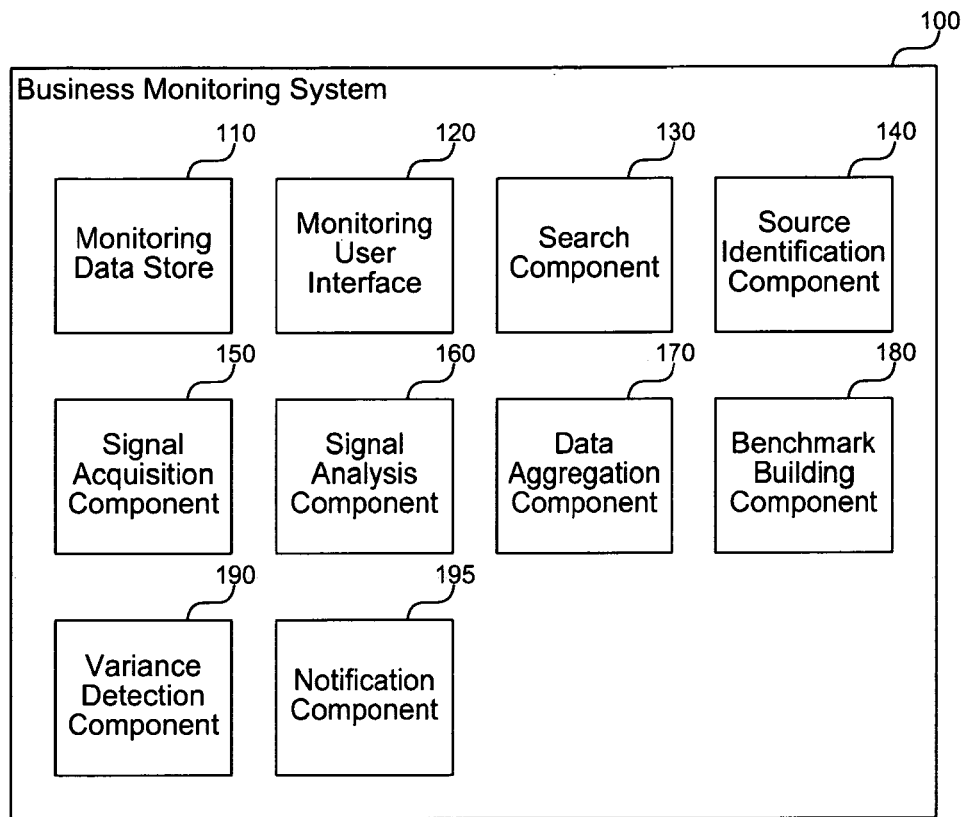 100
Business Monitoring System
110
120
130
140
Monitoring
Data Store
Monitoring
User
Interface
Search
Component
Source
Identification
Component
150
160
170
180
Signal
Acquisition
Component
Signal
Analysis
Component
Data
Aggregation
Component
Benchmark
Building
Component
190
195
Variance
Detection
Component
Notification
Component